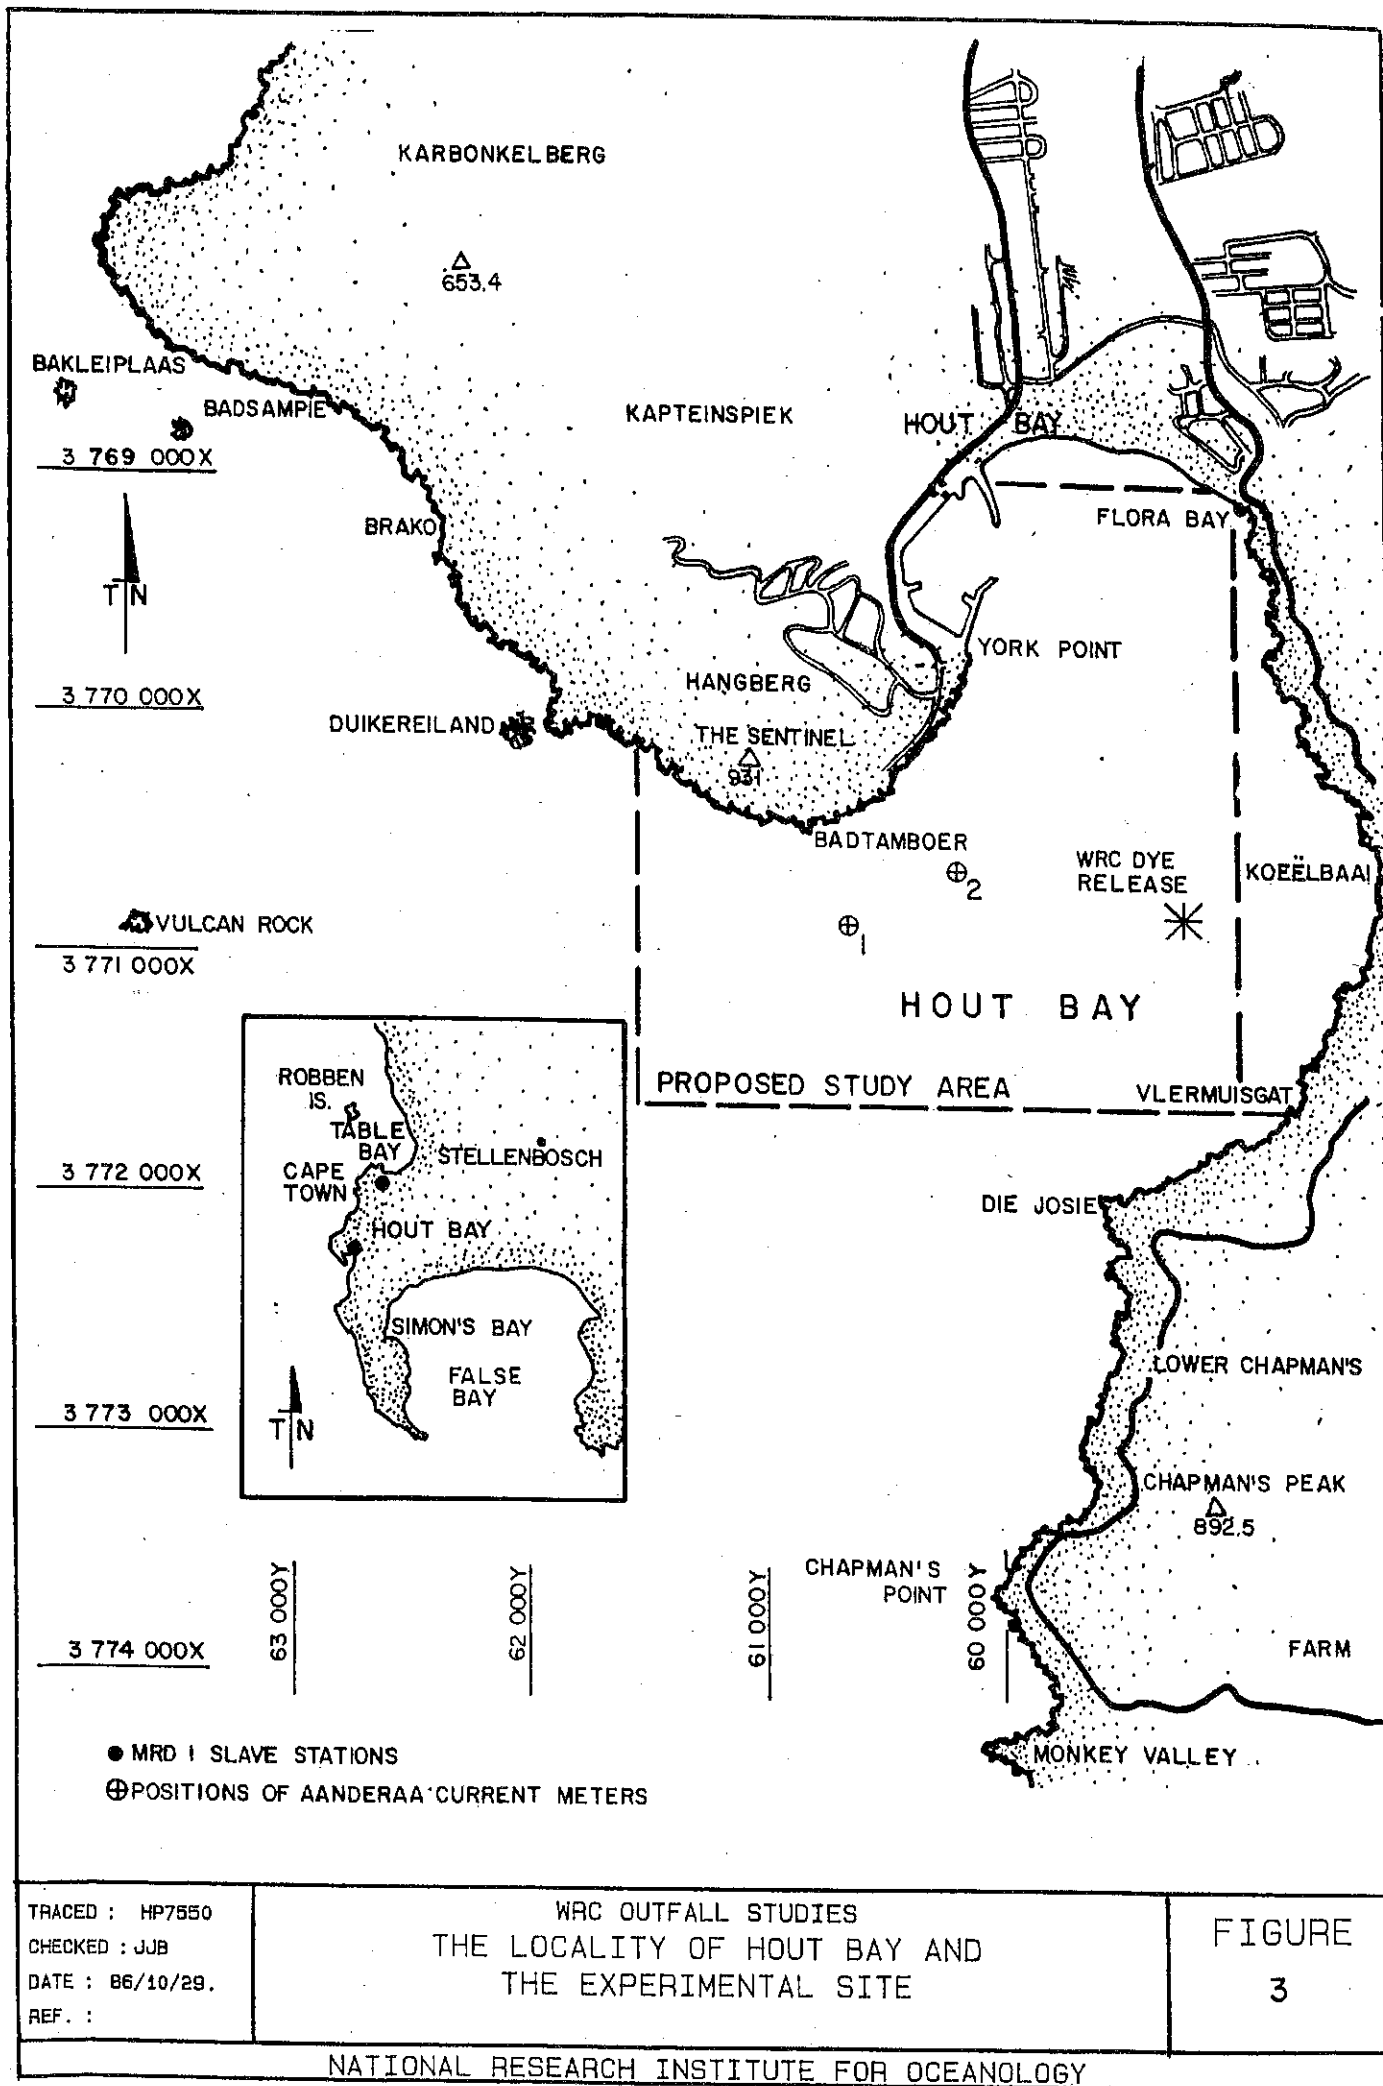 KARBONKELBERG
653.4
BAKLEIPLAAS
BADSAMPIE
KAPTEINSPIEK
HOUT BAY
3 769 000X
FLORA BAY
BRAKO
TN
YORK POINT
HANGBERG
3 770 000X
DUIKEREILAND
THE SENTINEL
931
BADTAMBOER
2
WRC DYE
RELEASE
KOEËLBAAI
VULCAN ROCK
1
3 771 000X
HOUT BAY
PROPOSED STUDY AREA
VLERMUISGAT
ROBBEN
IS.
TABLE
BAY
STELLENBOSCH
CAPE
TOWN
HOUT BAY
SIMON'S BAY
FALSE
BAY
TN
3 772 000X
DIE JOSIE
LOWER CHAPMAN'S
3 773 000X
CHAPMAN'S PEAK
892.5
CHAPMAN'S
POINT
63 000Y
62 000Y
61 000Y
60 000Y
3 774 000X
FARM
MONKEY VALLEY
MRD 1 SLAVE STATIONS
POSITIONS OF AANDERAA CURRENT METERS
TRACED : HP7550
CHECKED : JJB
DATE : 86/10/29.
REF. :
WRC OUTFALL STUDIES
THE LOCALITY OF HOUT BAY AND
THE EXPERIMENTAL SITE
FIGURE
3
NATIONAL RESEARCH INSTITUTE FOR OCEANOLOGY